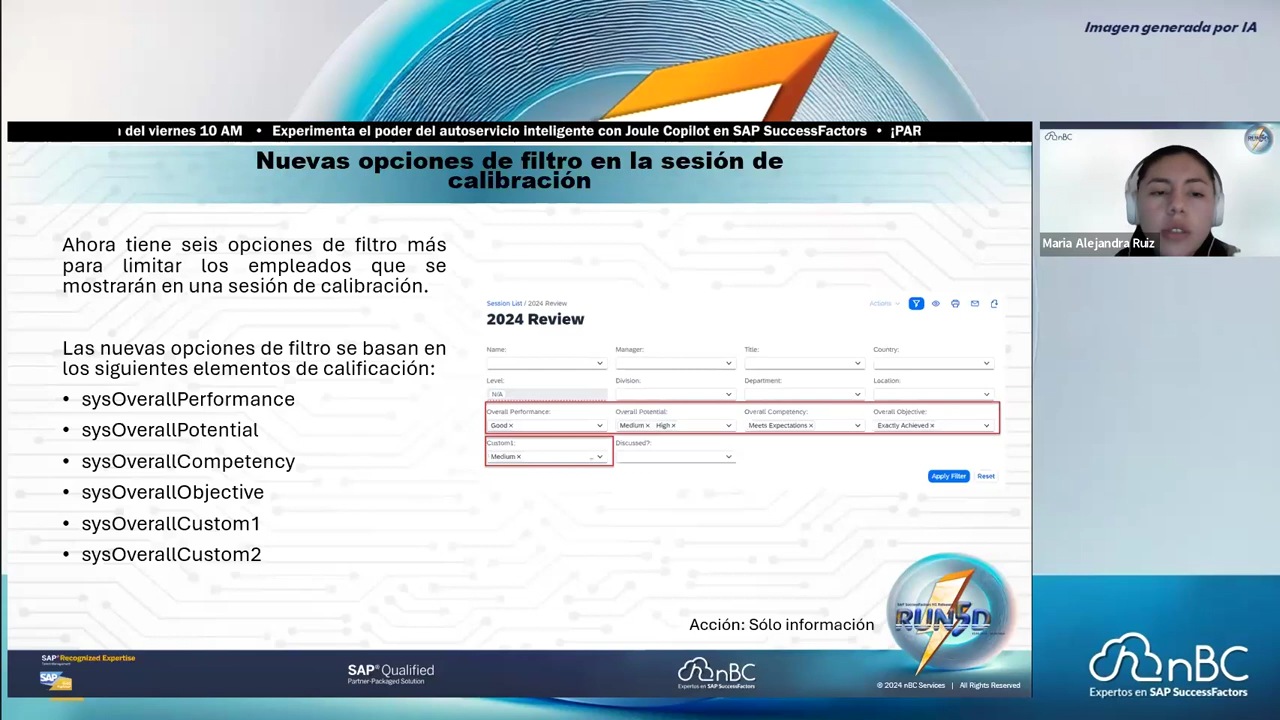 Imagen generada por IA
del viernes 10 AM • Experimenta el poder del autoservicio inteligente con Joule Copilot en SAP SuccessFactors • ¡PAR
Nuevas opciones de filtro en la sesión de
calibración
nBC
Maria Alejandra Ruiz
Ahora tiene seis opciones de filtro más
para limitar los empleados que se
mostrarán en una sesión de calibración.
Las nuevas opciones de filtro se basan en
los siguientes elementos de calificación:
• sysOverallPerformance
• sysOverallPotential
• sysOverallCompetency
• sysOverallObjective
• sysOverallCustom1
• sysOverallCustom2
Session List / 2024 Review
Actions
2024 Review
Name: Manager: Title: Country:
Level: Division: Department: Location:
N/A
Overall Performance: Overall Potential: Overall Competency: Overall Objective:
Good × Medium × High × Meets Expectations × Exactly Achieved ×
Custom1: Discussed?:
Medium ×
Apply Filter Reset
Acción: Sólo información
RUN5D
SAP Recognized Expertise
SAP
SAP® Qualified
Partner-Packaged Solution
nBC
Expertos en SAP SuccessFactors
© 2024 nBC Services | All Rights Reserved
nBC
Expertos en SAP SuccessFactors